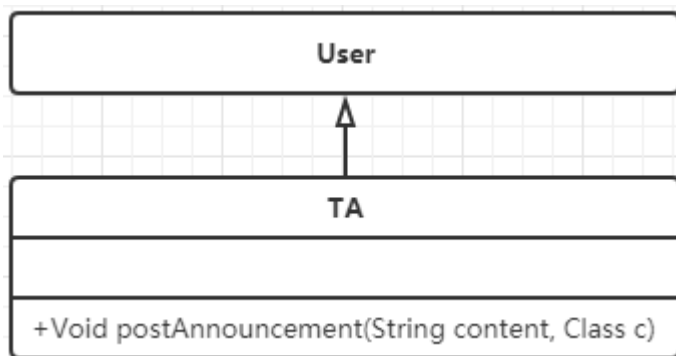 User
TA
+Void postAnnouncement(String content, Class c)